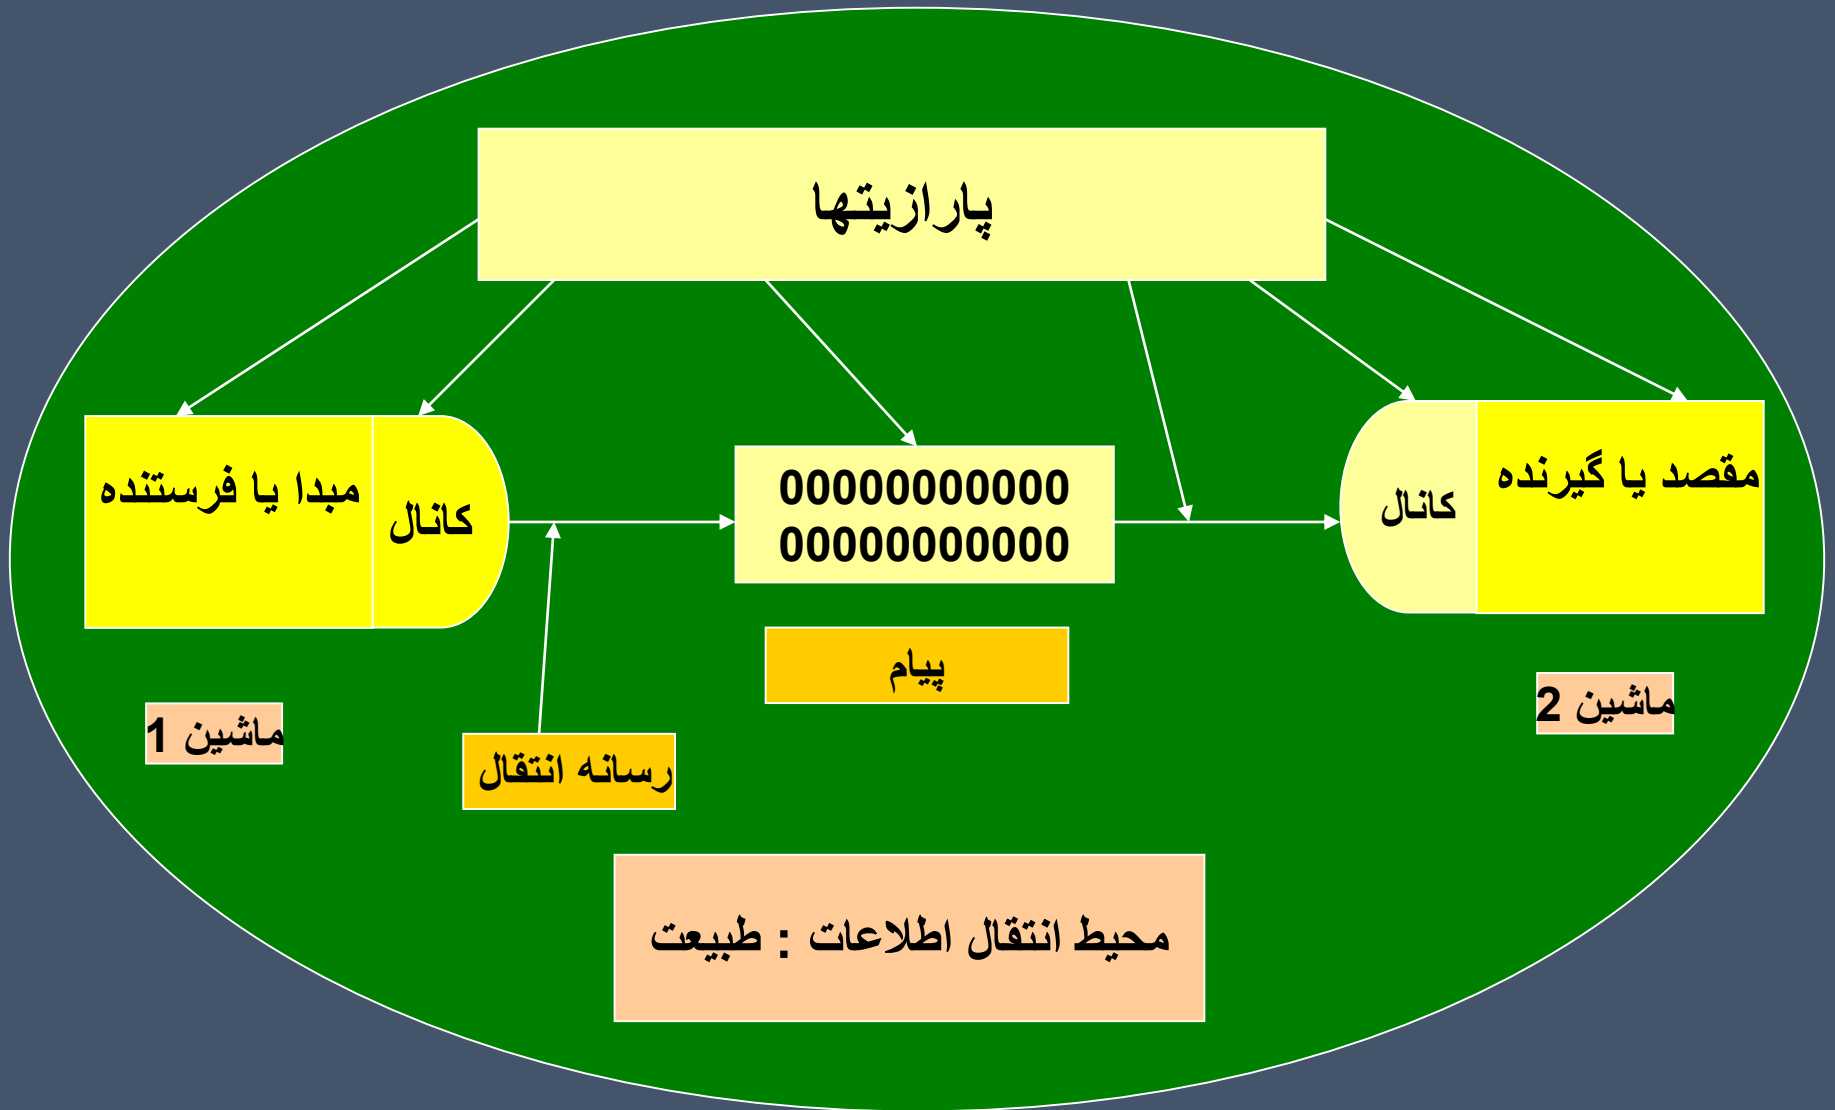 پارازیتها
مقصد یا گیرنده
کانال
00000000000
00000000000
کانال
مبدا یا فرستنده
پیام
ماشین 2
ماشین 1
رسانه انتقال
محیط انتقال اطلاعات : طبیعت